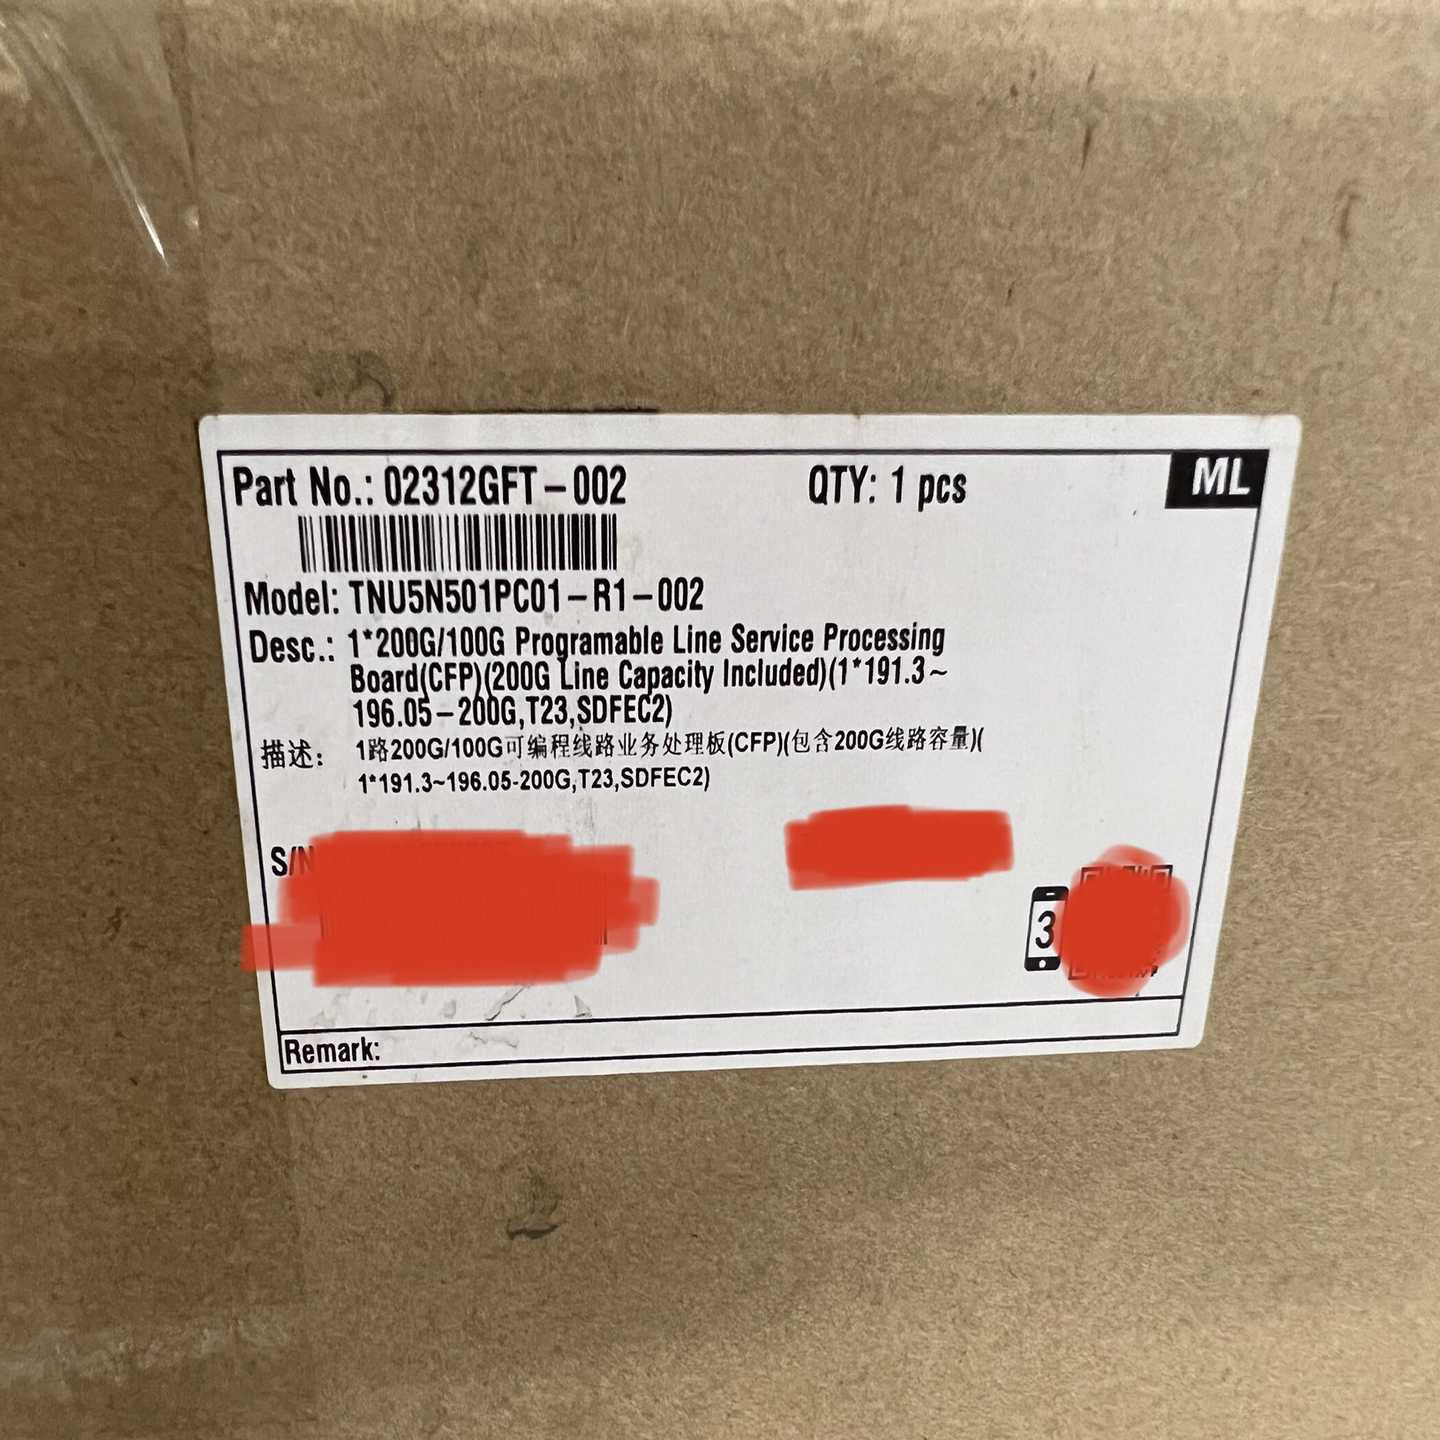 Part No.: 02312GFT-002 QTY: 1 pcs ML
Model: TNU5N501PC01-R1-002
Desc.: 1*200G/100G Programable Line Service Processing
Board(CFP)(200G Line Capacity Included)(1*191.3~
196.05-200G,T23,SDFEC2)
描述: 1路200G/100G可编程线路业务处理板(CFP)(包含200G线路容量)(
1*191.3~196.05-200G,T23,SDFEC2)
S/N
3
Remark: